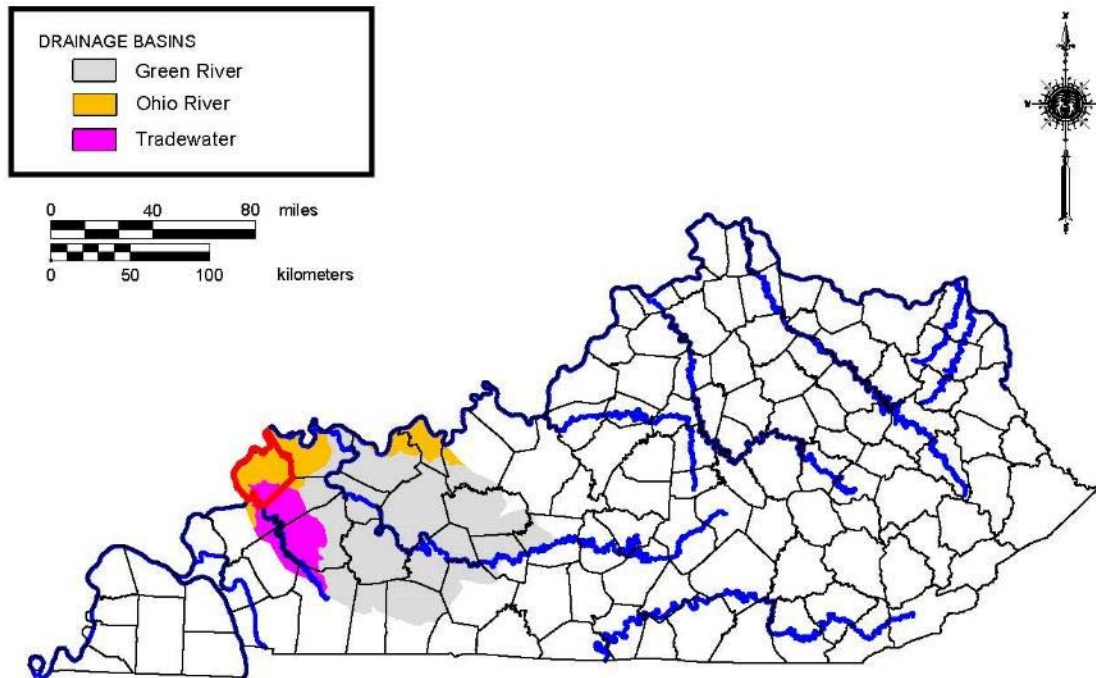 DRAINAGE BASINS
Green River
Ohio River
Tradewater
0 40 80 miles
0 50 100 kilometers
N
W
S